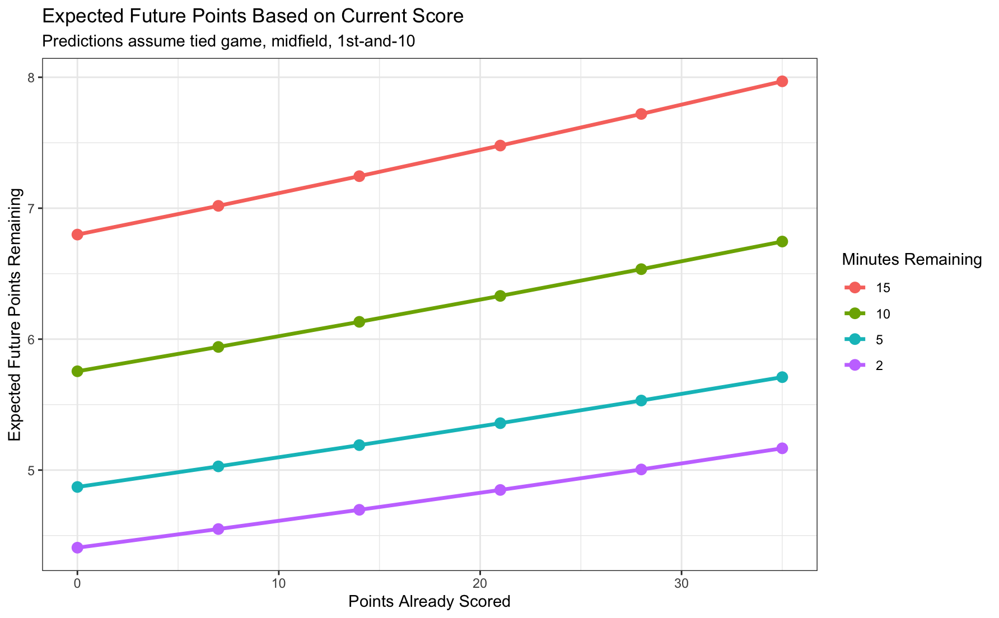 Expected Future Points Based on Current Score
Predictions assume tied game, midfield, 1st-and-10
Expected Future Points Remaining
8
7
6
5
0
10
20
30
Points Already Scored
Minutes Remaining
15
10
5
2